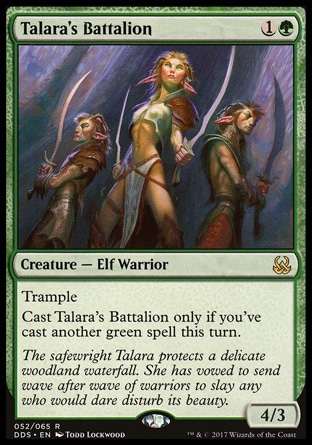 Talara's Battalion 1
Creature — Elf Warrior
Trample
Cast Talara's Battalion only if you've
cast another green spell this turn.
The safewright Talara protects a delicate
woodland waterfall. She has vowed to send
wave after wave of warriors to slay any
who would dare disturb its beauty.
4/3
052/065 R
DDS • EN Todd Lockwood
™ & © 2017 Wizards of the Coast